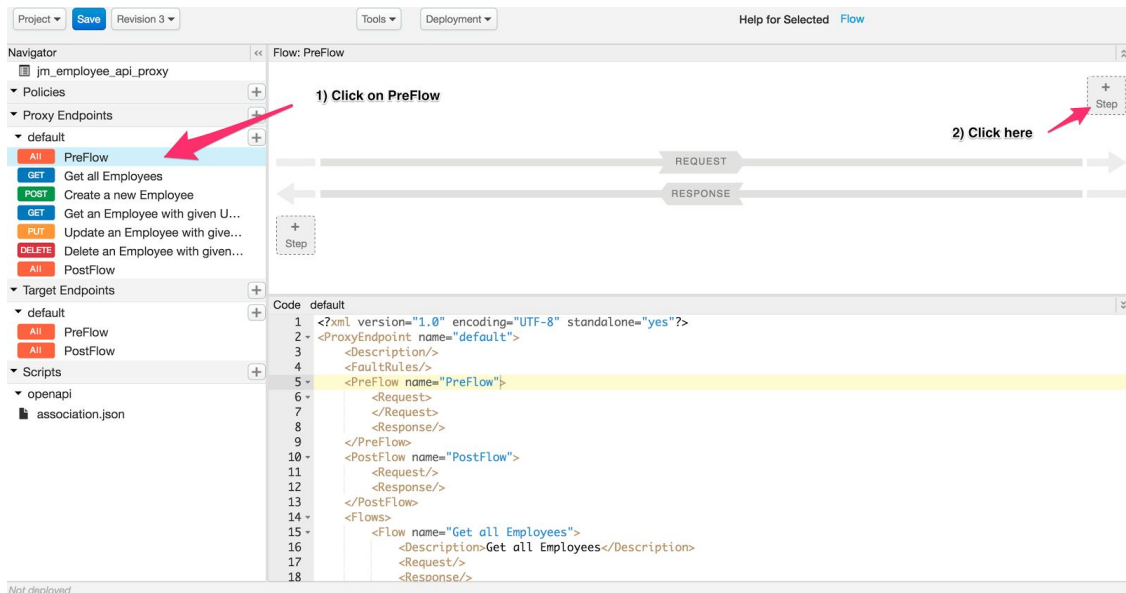 Project Save Revision 3 Tools Deployment Help for Selected Flow
Navigator
jm_employee_api_proxy
Policies
Proxy Endpoints
default
All PreFlow
GET Get all Employees
POST Create a new Employee
GET Get an Employee with given U...
PUT Update an Employee with give...
DELETE Delete an Employee with given...
All PostFlow
Target Endpoints
default
All PreFlow
All PostFlow
Scripts
openapi
association.json
Flow: PreFlow
1) Click on PreFlow
+
Step
2) Click here
REQUEST
RESPONSE
+
Step
Code default
1 <?xml version="1.0" encoding="UTF-8" standalone="yes"?>
2 <ProxyEndpoint name="default">
3 <Description/>
4 <FaultRules/>
5 <PreFlow name="PreFlow">
6 <Request>
7 </Request>
8 <Response/>
9 </PreFlow>
10 <PostFlow name="PostFlow">
11 <Request/>
12 <Response/>
13 </PostFlow>
14 <Flows>
15 <Flow name="Get all Employees">
16 <Description>Get all Employees</Description>
17 <Request/>
18 <Response/>
Not deployed